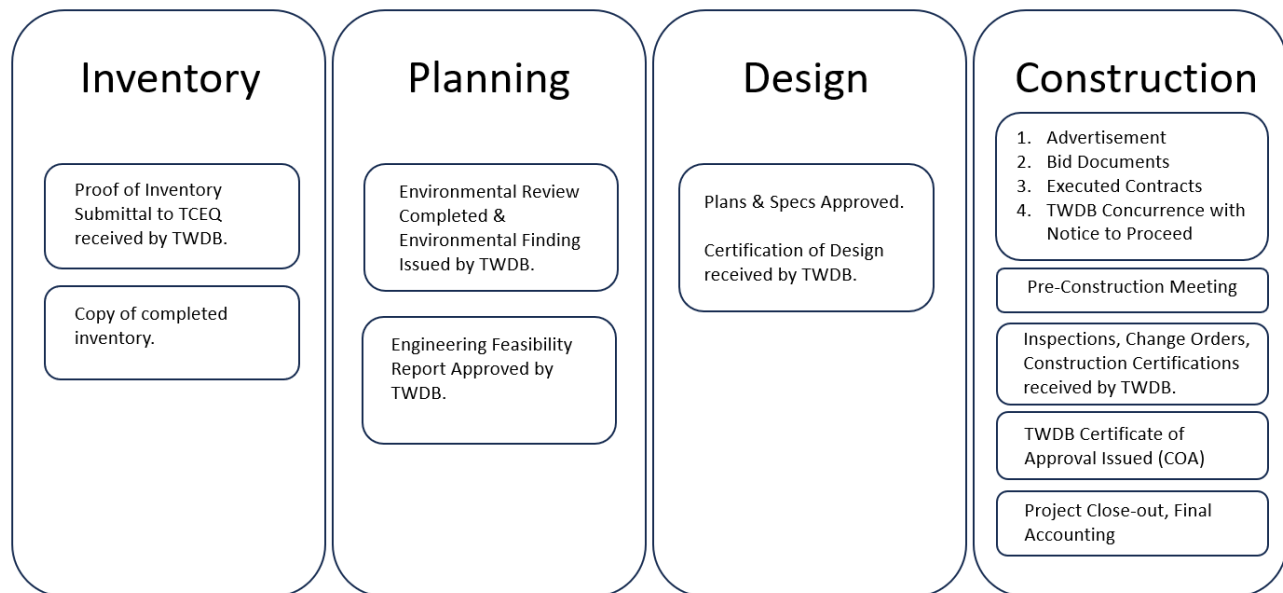 Inventory
Proof of Inventory
Submittal to TCEQ
received by TWDB.
Copy of completed
inventory.
Planning
Environmental Review
Completed &
Environmental Finding
Issued by TWDB.
Engineering Feasibility
Report Approved by
TWDB.
Design
Plans & Specs Approved.
Certification of Design
received by TWDB.
Construction
1. Advertisement
2. Bid Documents
3. Executed Contracts
4. TWDB Concurrence with
Notice to Proceed
Pre-Construction Meeting
Inspections, Change Orders,
Construction Certifications
received by TWDB.
TWDB Certificate of
Approval Issued (COA)
Project Close-out, Final
Accounting